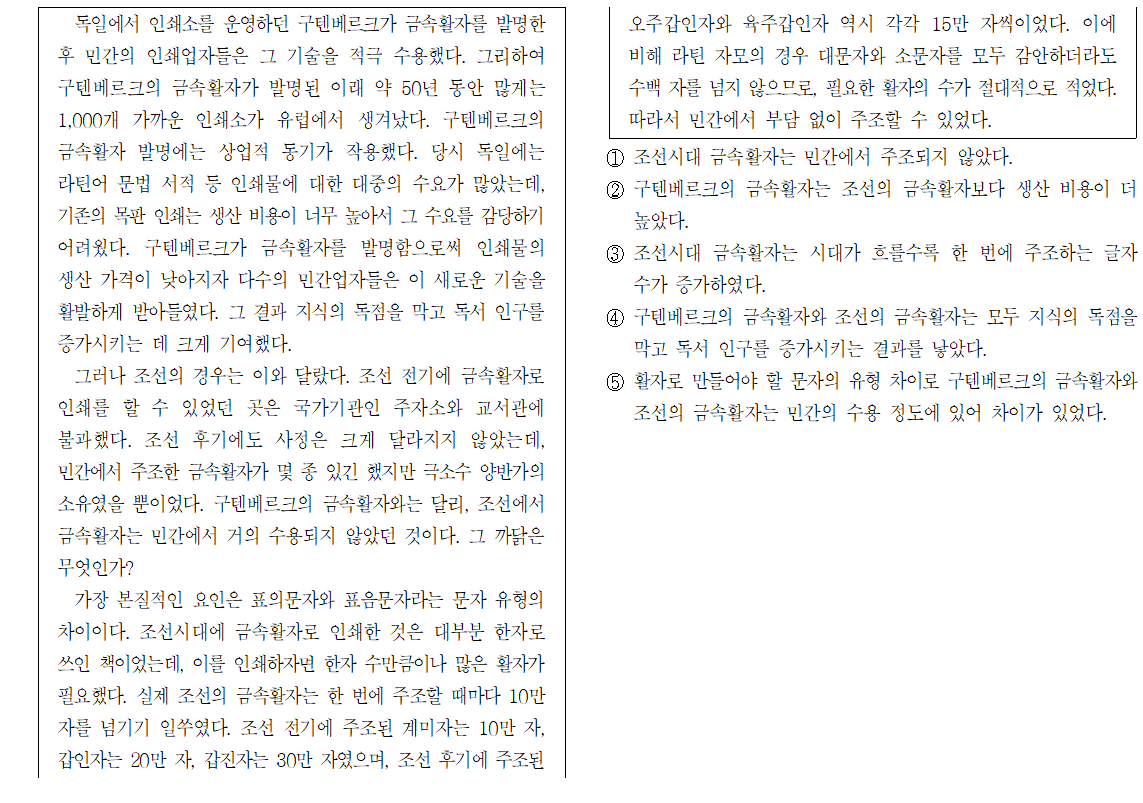 독일에서 인쇄소를 운영하던 구텐베르크가 금속활자를 발명한
후 민간의 인쇄업자들은 그 기술을 적극 수용했다. 그리하여
구텐베르크의 금속활자가 발명된 이래 약 50년 동안 많게는
1,000개 가까운 인쇄소가 유럽에서 생겨났다. 구텐베르크의
금속활자 발명에는 상업적 동기가 작용했다. 당시 독일에는
라틴어 문법 서적 등 인쇄물에 대한 대중의 수요가 많았는데,
기존의 목판 인쇄는 생산 비용이 너무 높아서 그 수요를 감당하기
어려웠다. 구텐베르크가 금속활자를 발명함으로써 인쇄물의
생산 가격이 낮아지자 다수의 민간업자들은 이 새로운 기술을
활발하게 받아들였다. 그 결과 지식의 독점을 막고 독서 인구를
증가시키는 데 크게 기여했다.
그러나 조선의 경우는 이와 달랐다. 조선 전기에 금속활자로
인쇄를 할 수 있었던 곳은 국가기관인 주자소와 교서관에
불과했다. 조선 후기에도 사정은 크게 달라지지 않았는데,
민간에서 주조한 금속활자가 몇 종 있긴 했지만 극소수 양반가의
소유였을 뿐이었다. 구텐베르크의 금속활자와는 달리, 조선에서
금속활자는 민간에서 거의 수용되지 않았던 것이다. 그 까닭은
무엇인가?
가장 본질적인 요인은 표의문자와 표음문자라는 문자 유형의
차이이다. 조선시대에 금속활자로 인쇄한 것은 대부분 한자로
쓰인 책이었는데, 이를 인쇄하자면 한자 수만큼이나 많은 활자가
필요했다. 실제 조선의 금속활자는 한 번에 주조할 때마다 10만
자를 넘기기 일쑤였다. 조선 전기에 주조된 계미자는 10만 자,
갑인자는 20만 자, 갑진자는 30만 자였으며, 조선 후기에 주조된
오주갑인자와 육주갑인자 역시 각각 15만 자씩이었다. 이에
비해 라틴 자모의 경우 대문자와 소문자를 모두 감안하더라도
수백 자를 넘지 않으므로, 필요한 활자의 수가 절대적으로 적었다.
따라서 민간에서 부담 없이 주조할 수 있었다.
① 조선시대 금속활자는 민간에서 주조되지 않았다.
② 구텐베르크의 금속활자는 조선의 금속활자보다 생산 비용이 더
높았다.
③ 조선시대 금속활자는 시대가 흐를수록 한 번에 주조하는 글자
수가 증가하였다.
④ 구텐베르크의 금속활자와 조선의 금속활자는 모두 지식의 독점을
막고 독서 인구를 증가시키는 결과를 낳았다.
⑤ 활자로 만들어야 할 문자의 유형 차이로 구텐베르크의 금속활자와
조선의 금속활자는 민간의 수용 정도에 있어 차이가 있었다.